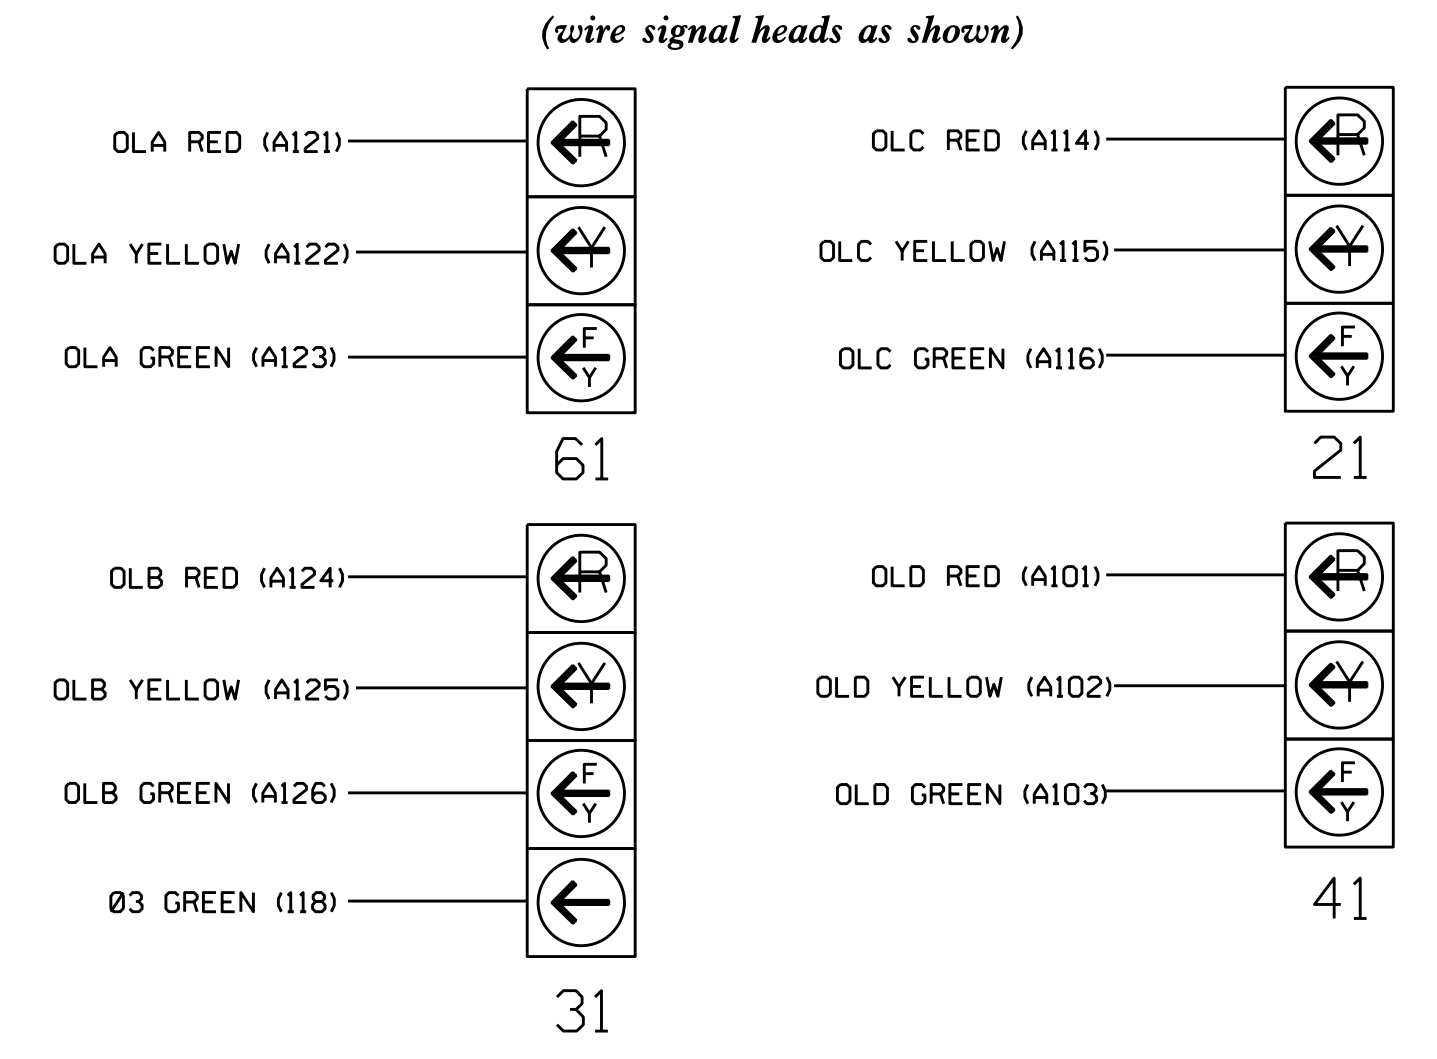 (wire signal heads as shown)
OLA RED (A121)
R
OLA YELLOW (A122)
Y
OLA GREEN (A123)
F
Y
61
OLC RED (A114)
R
OLC YELLOW (A115)
Y
OLC GREEN (A116)
F
Y
21
OLB RED (A124)
R
OLB YELLOW (A125)
Y
OLB GREEN (A126)
F
Y
Ø3 GREEN (118)
31
OLD RED (A101)
R
OLD YELLOW (A102)
Y
OLD GREEN (A103)
F
Y
41